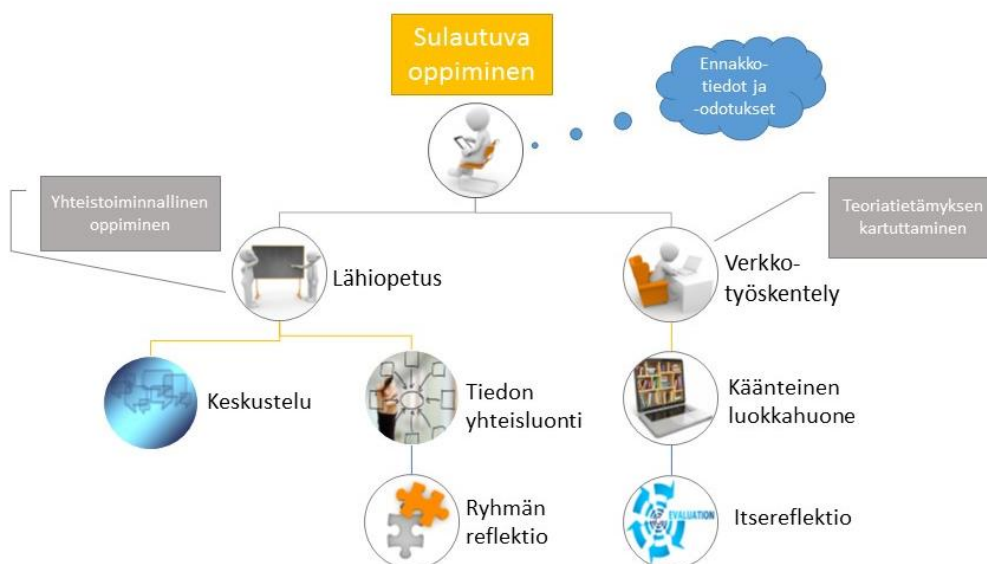 Sulautuva
oppiminen
Ennakko-
tiedot ja
-odotukset
Yhteistoiminnallinen
oppiminen
Teoriatietämyksen
kartuttaminen
Lähiopetus
Verkko-
työskentely
Keskustelu
Tiedon
yhteisluonti
Käänteinen
luokkahuone
Ryhmän
reflektio
EVALUATION
Itsereflektio